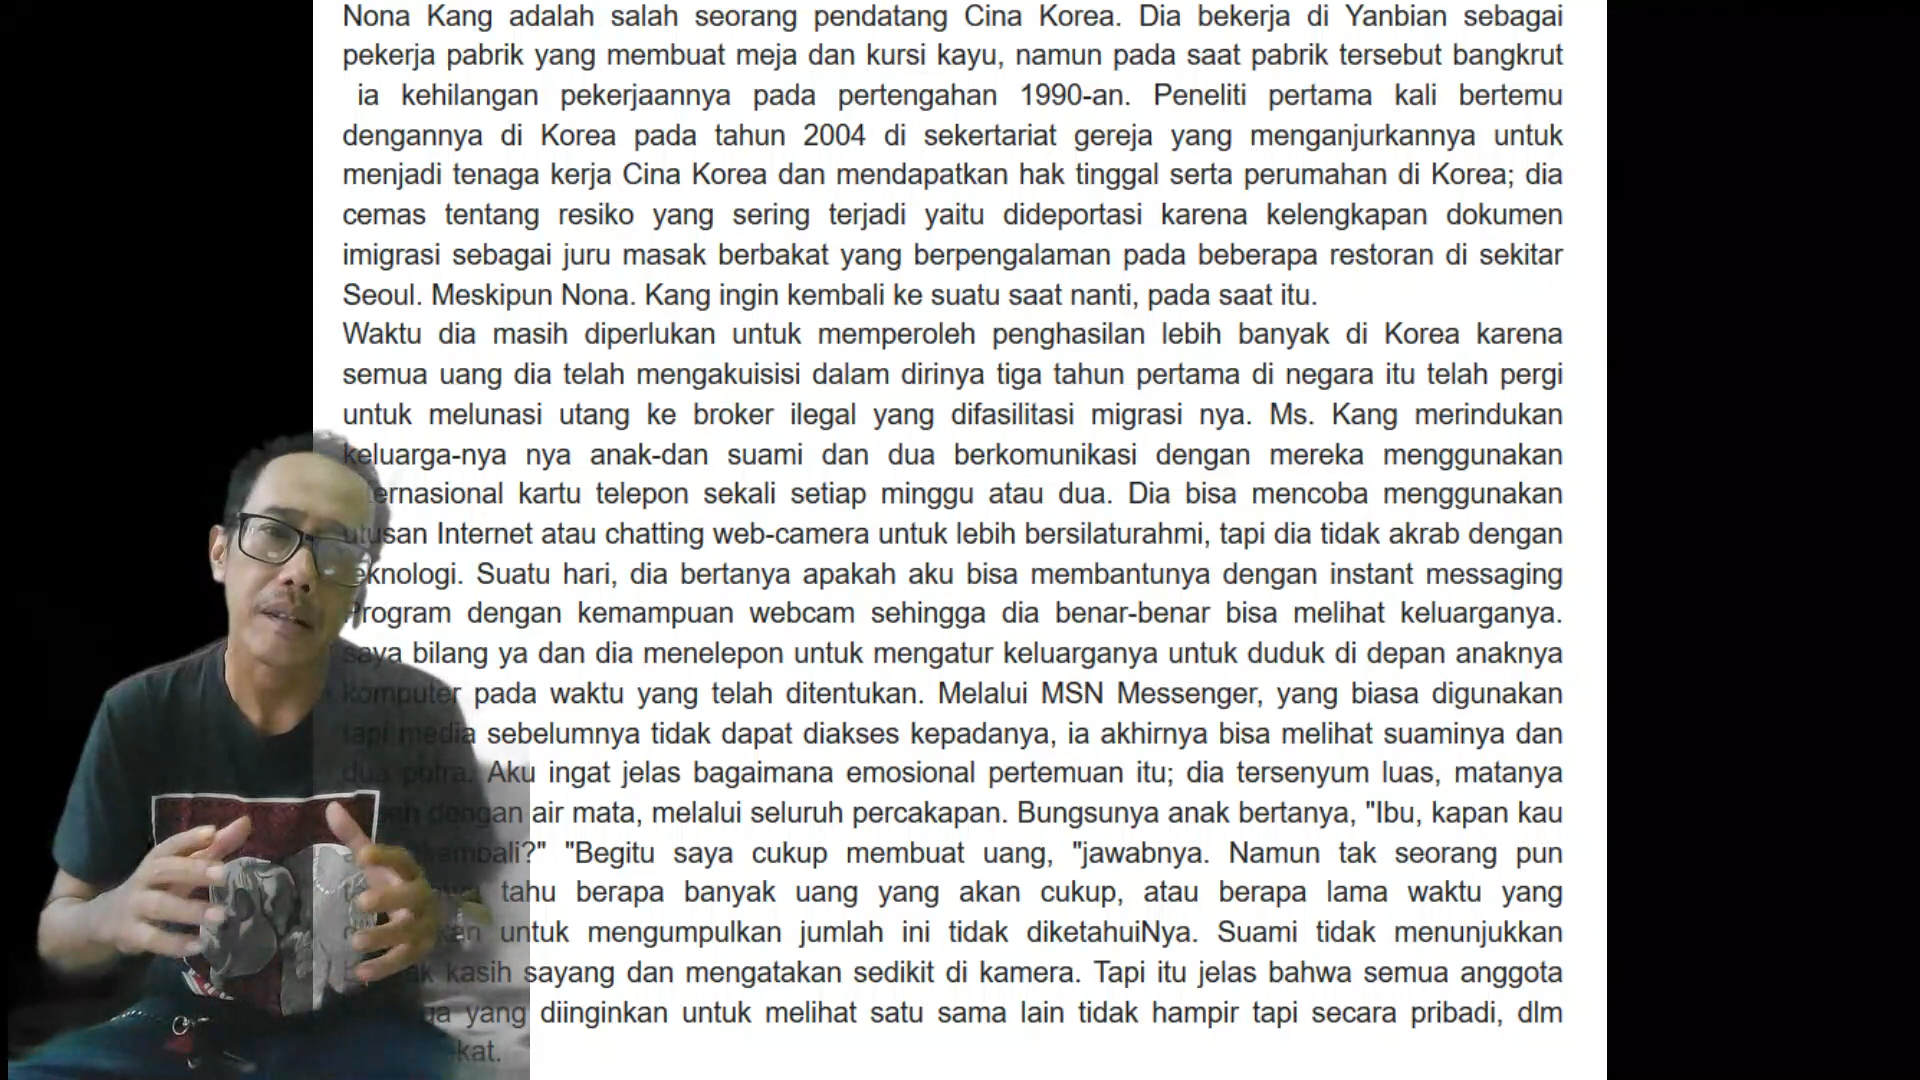 Nona Kang adalah salah seorang pendatang Cina Korea. Dia bekerja di Yanbian sebagai
pekerja pabrik yang membuat meja dan kursi kayu, namun pada saat pabrik tersebut bangkrut
ia kehilangan pekerjaannya pada pertengahan 1990-an. Peneliti pertama kali bertemu
dengannya di Korea pada tahun 2004 di sekertariat gereja yang menganjurkannya untuk
menjadi tenaga kerja Cina Korea dan mendapatkan hak tinggal serta perumahan di Korea; dia
cemas tentang resiko yang sering terjadi yaitu dideportasi karena kelengkapan dokumen
imigrasi sebagai juru masak berbakat yang berpengalaman pada beberapa restoran di sekitar
Seoul. Meskipun Nona. Kang ingin kembali ke suatu saat nanti, pada saat itu.
Waktu dia masih diperlukan untuk memperoleh penghasilan lebih banyak di Korea karena
semua uang dia telah mengakuisisi dalam dirinya tiga tahun pertama di negara itu telah pergi
untuk melunasi utang ke broker ilegal yang difasilitasi migrasi nya. Ms. Kang merindukan
keluarga-nya nya anak-dan suami dan dua berkomunikasi dengan mereka menggunakan
kartu telepon sekali setiap minggu atau dua. Dia bisa mencoba menggunakan
utusan Internet atau chatting web-camera untuk lebih bersilaturahmi, tapi dia tidak akrab dengan
teknologi. Suatu hari, dia bertanya apakah aku bisa membantunya dengan instant messaging
Program dengan kemampuan webcam sehingga dia benar-benar bisa melihat keluarganya.
saya bilang ya dan dia menelepon untuk mengatur keluarganya untuk duduk di depan anaknya
komputer pada waktu yang telah ditentukan. Melalui MSN Messenger, yang biasa digunakan
tapi media sebelumnya tidak dapat diakses kepadanya, ia akhirnya bisa melihat suaminya dan
dua putra. Aku ingat jelas bagaimana emosional pertemuan itu; dia tersenyum luas, matanya
dengan air mata, melalui seluruh percakapan. Bungsunya anak bertanya, "Ibu, kapan kau
kembali?" "Begitu saya cukup membuat uang, "jawabnya. Namun tak seorang pun
tahu berapa banyak uang yang akan cukup, atau berapa lama waktu yang
untuk mengumpulkan jumlah ini tidak diketahuiNya. Suami tidak menunjukkan
kasih sayang dan mengatakan sedikit di kamera. Tapi itu jelas bahwa semua anggota
yang diinginkan untuk melihat satu sama lain tidak hampir tapi secara pribadi, dlm